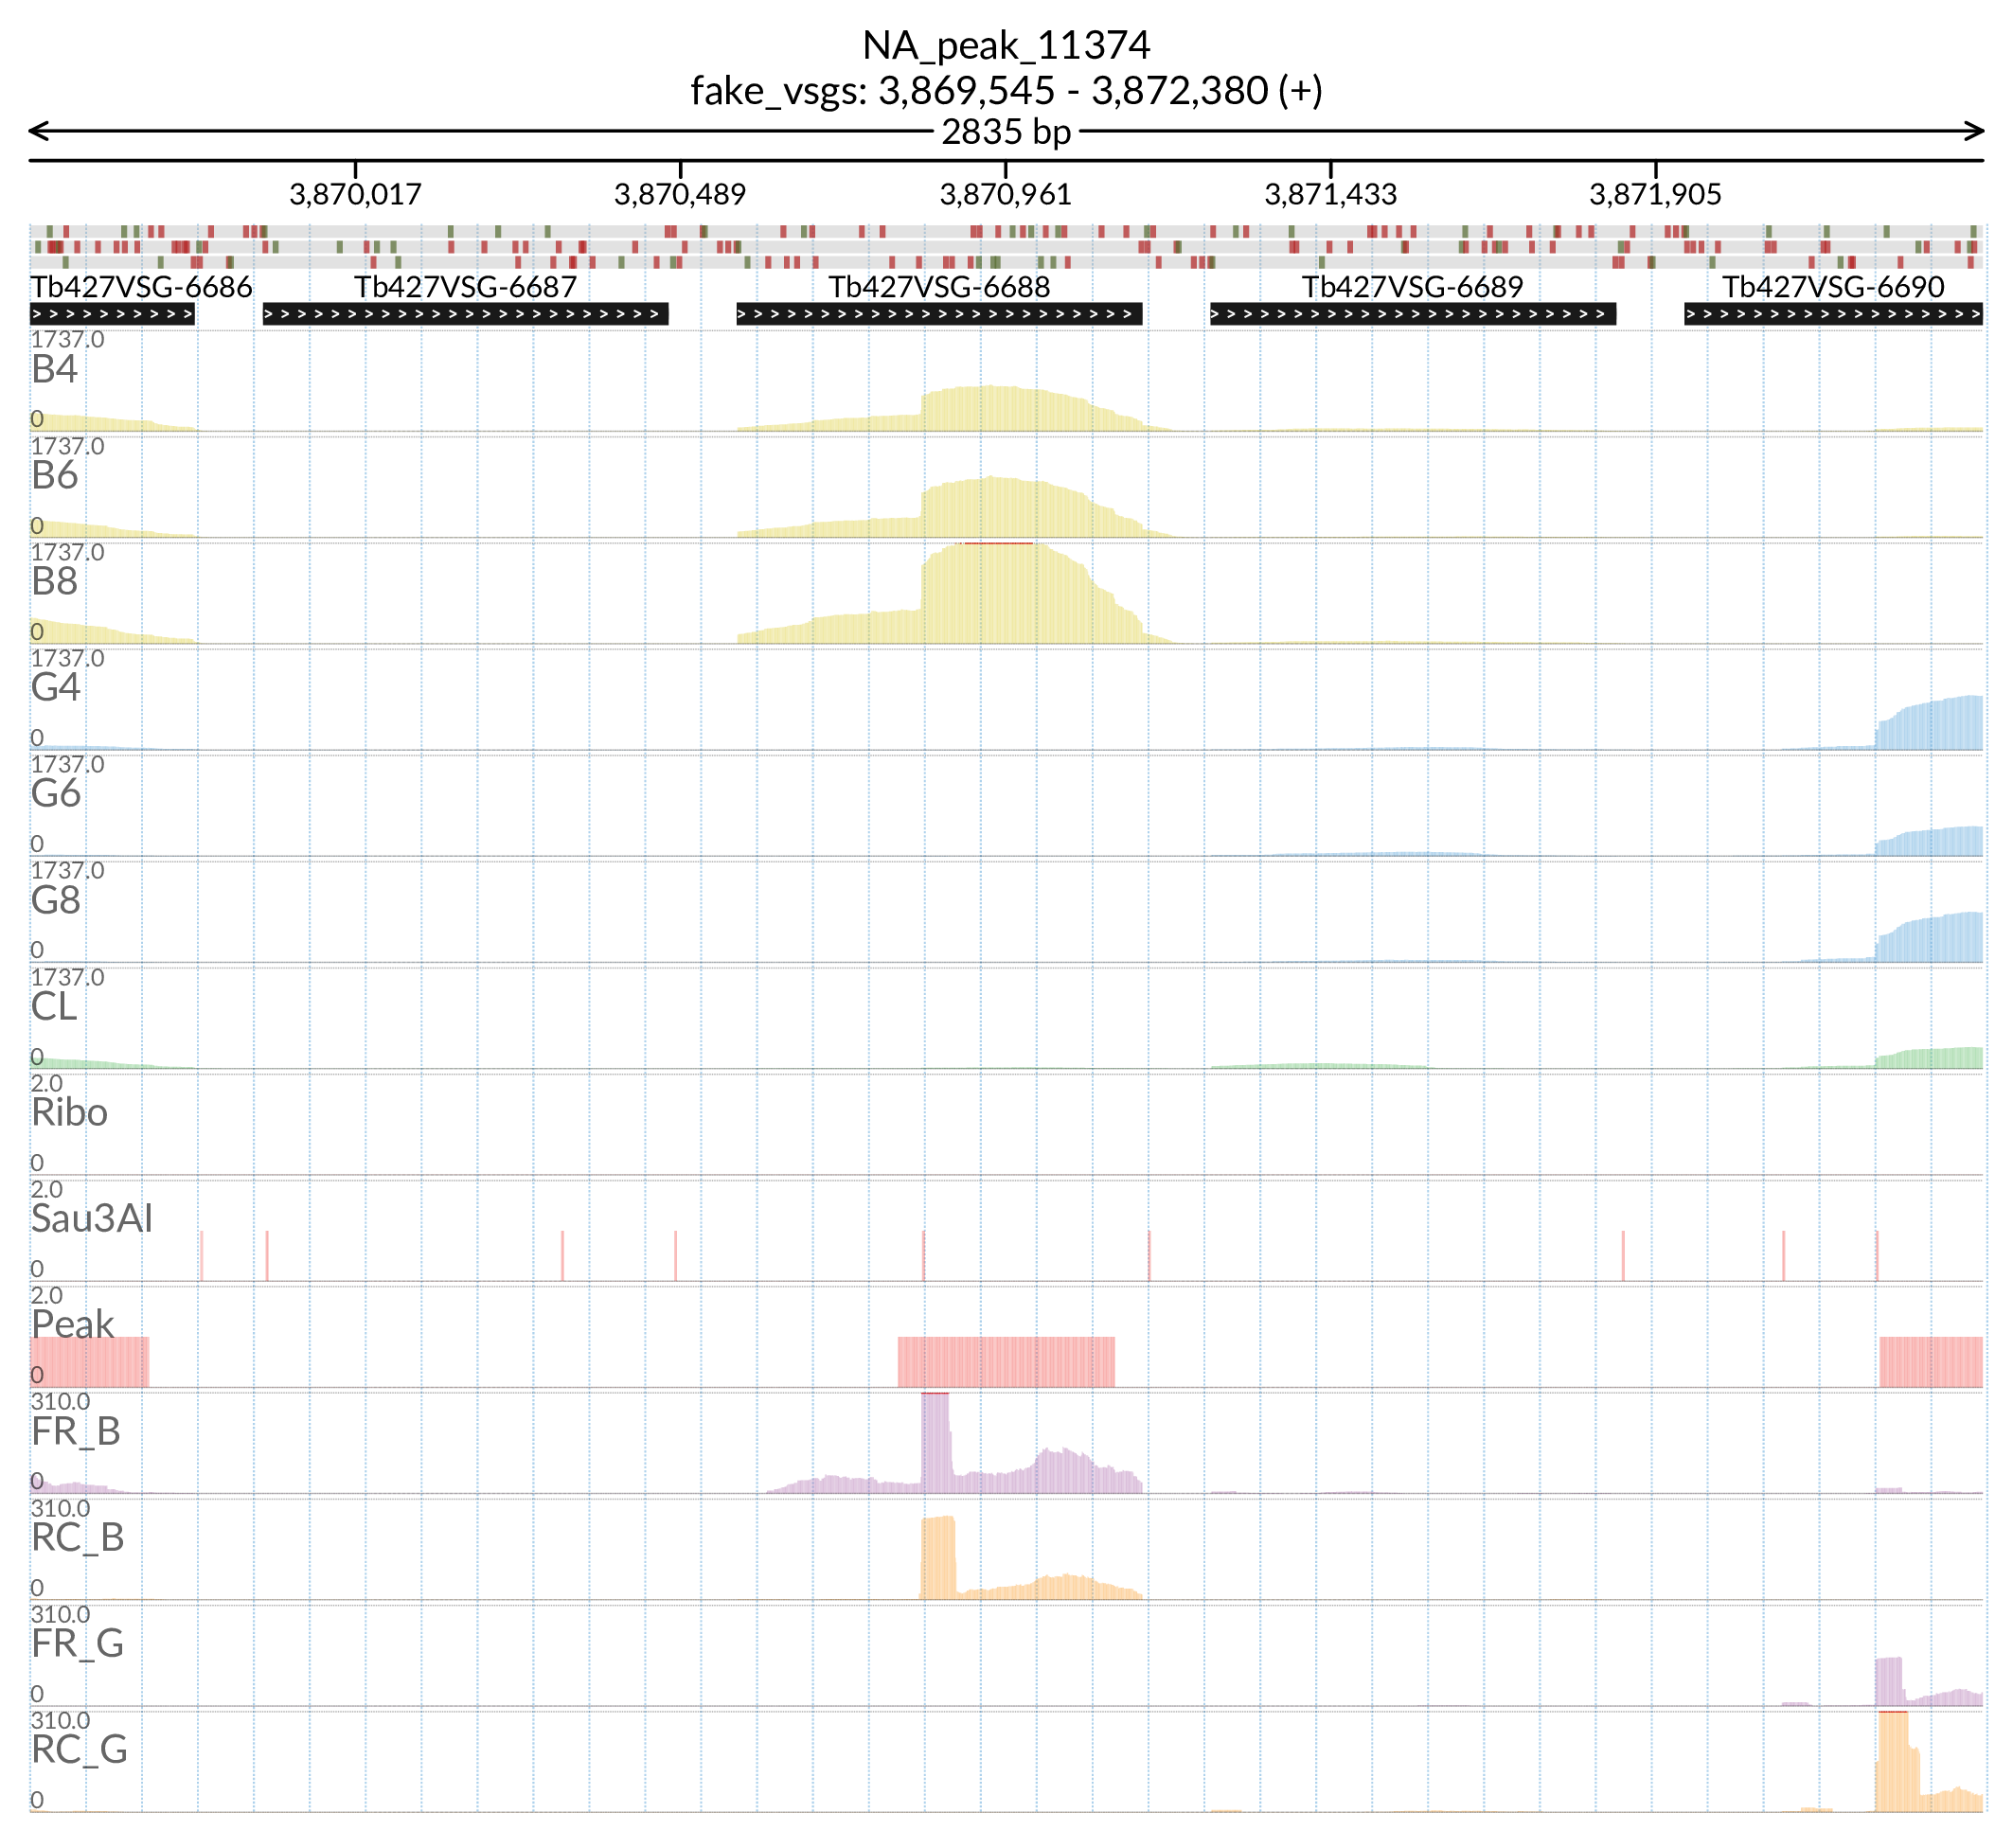 NA_peak_11374
fake_vsgs: 3,869,545 - 3,872,380 (+)
2835 bp
3,870,017 3,870,489 3,870,961 3,871,433 3,871,905
Tb427VSG-6686 Tb427VSG-6687 Tb427VSG-6688 Tb427VSG-6689 Tb427VSG-6690
1737.0
B4
0
1737.0
B6
0
1737.0
B8
0
1737.0
G4
0
1737.0
G6
0
1737.0
G8
0
1737.0
CL
0
2.0
Ribo
0
2.0
Sau3AI
0
2.0
Peak
0
310.0
FR_B
0
310.0
RC_B
0
310.0
FR_G
0
310.0
RC_G
0